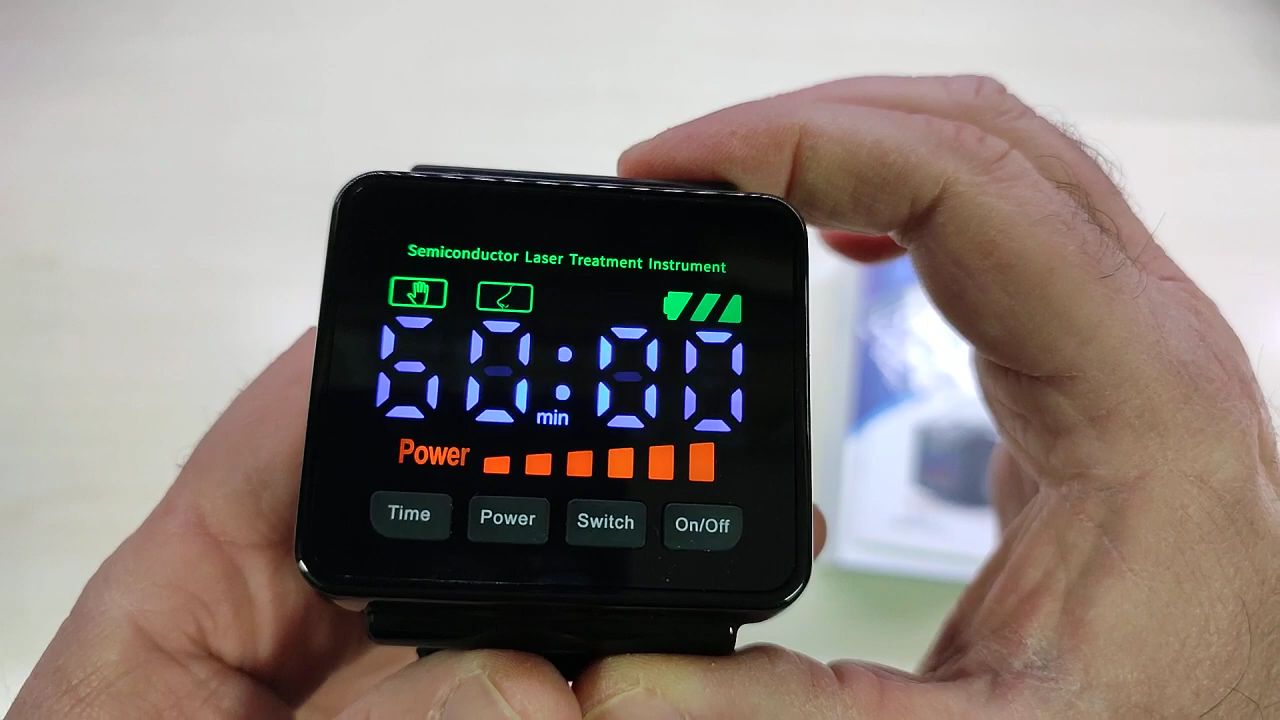 Semiconductor Laser Treatment Instrument
60:00
min
Power
Time Power Switch On/Off